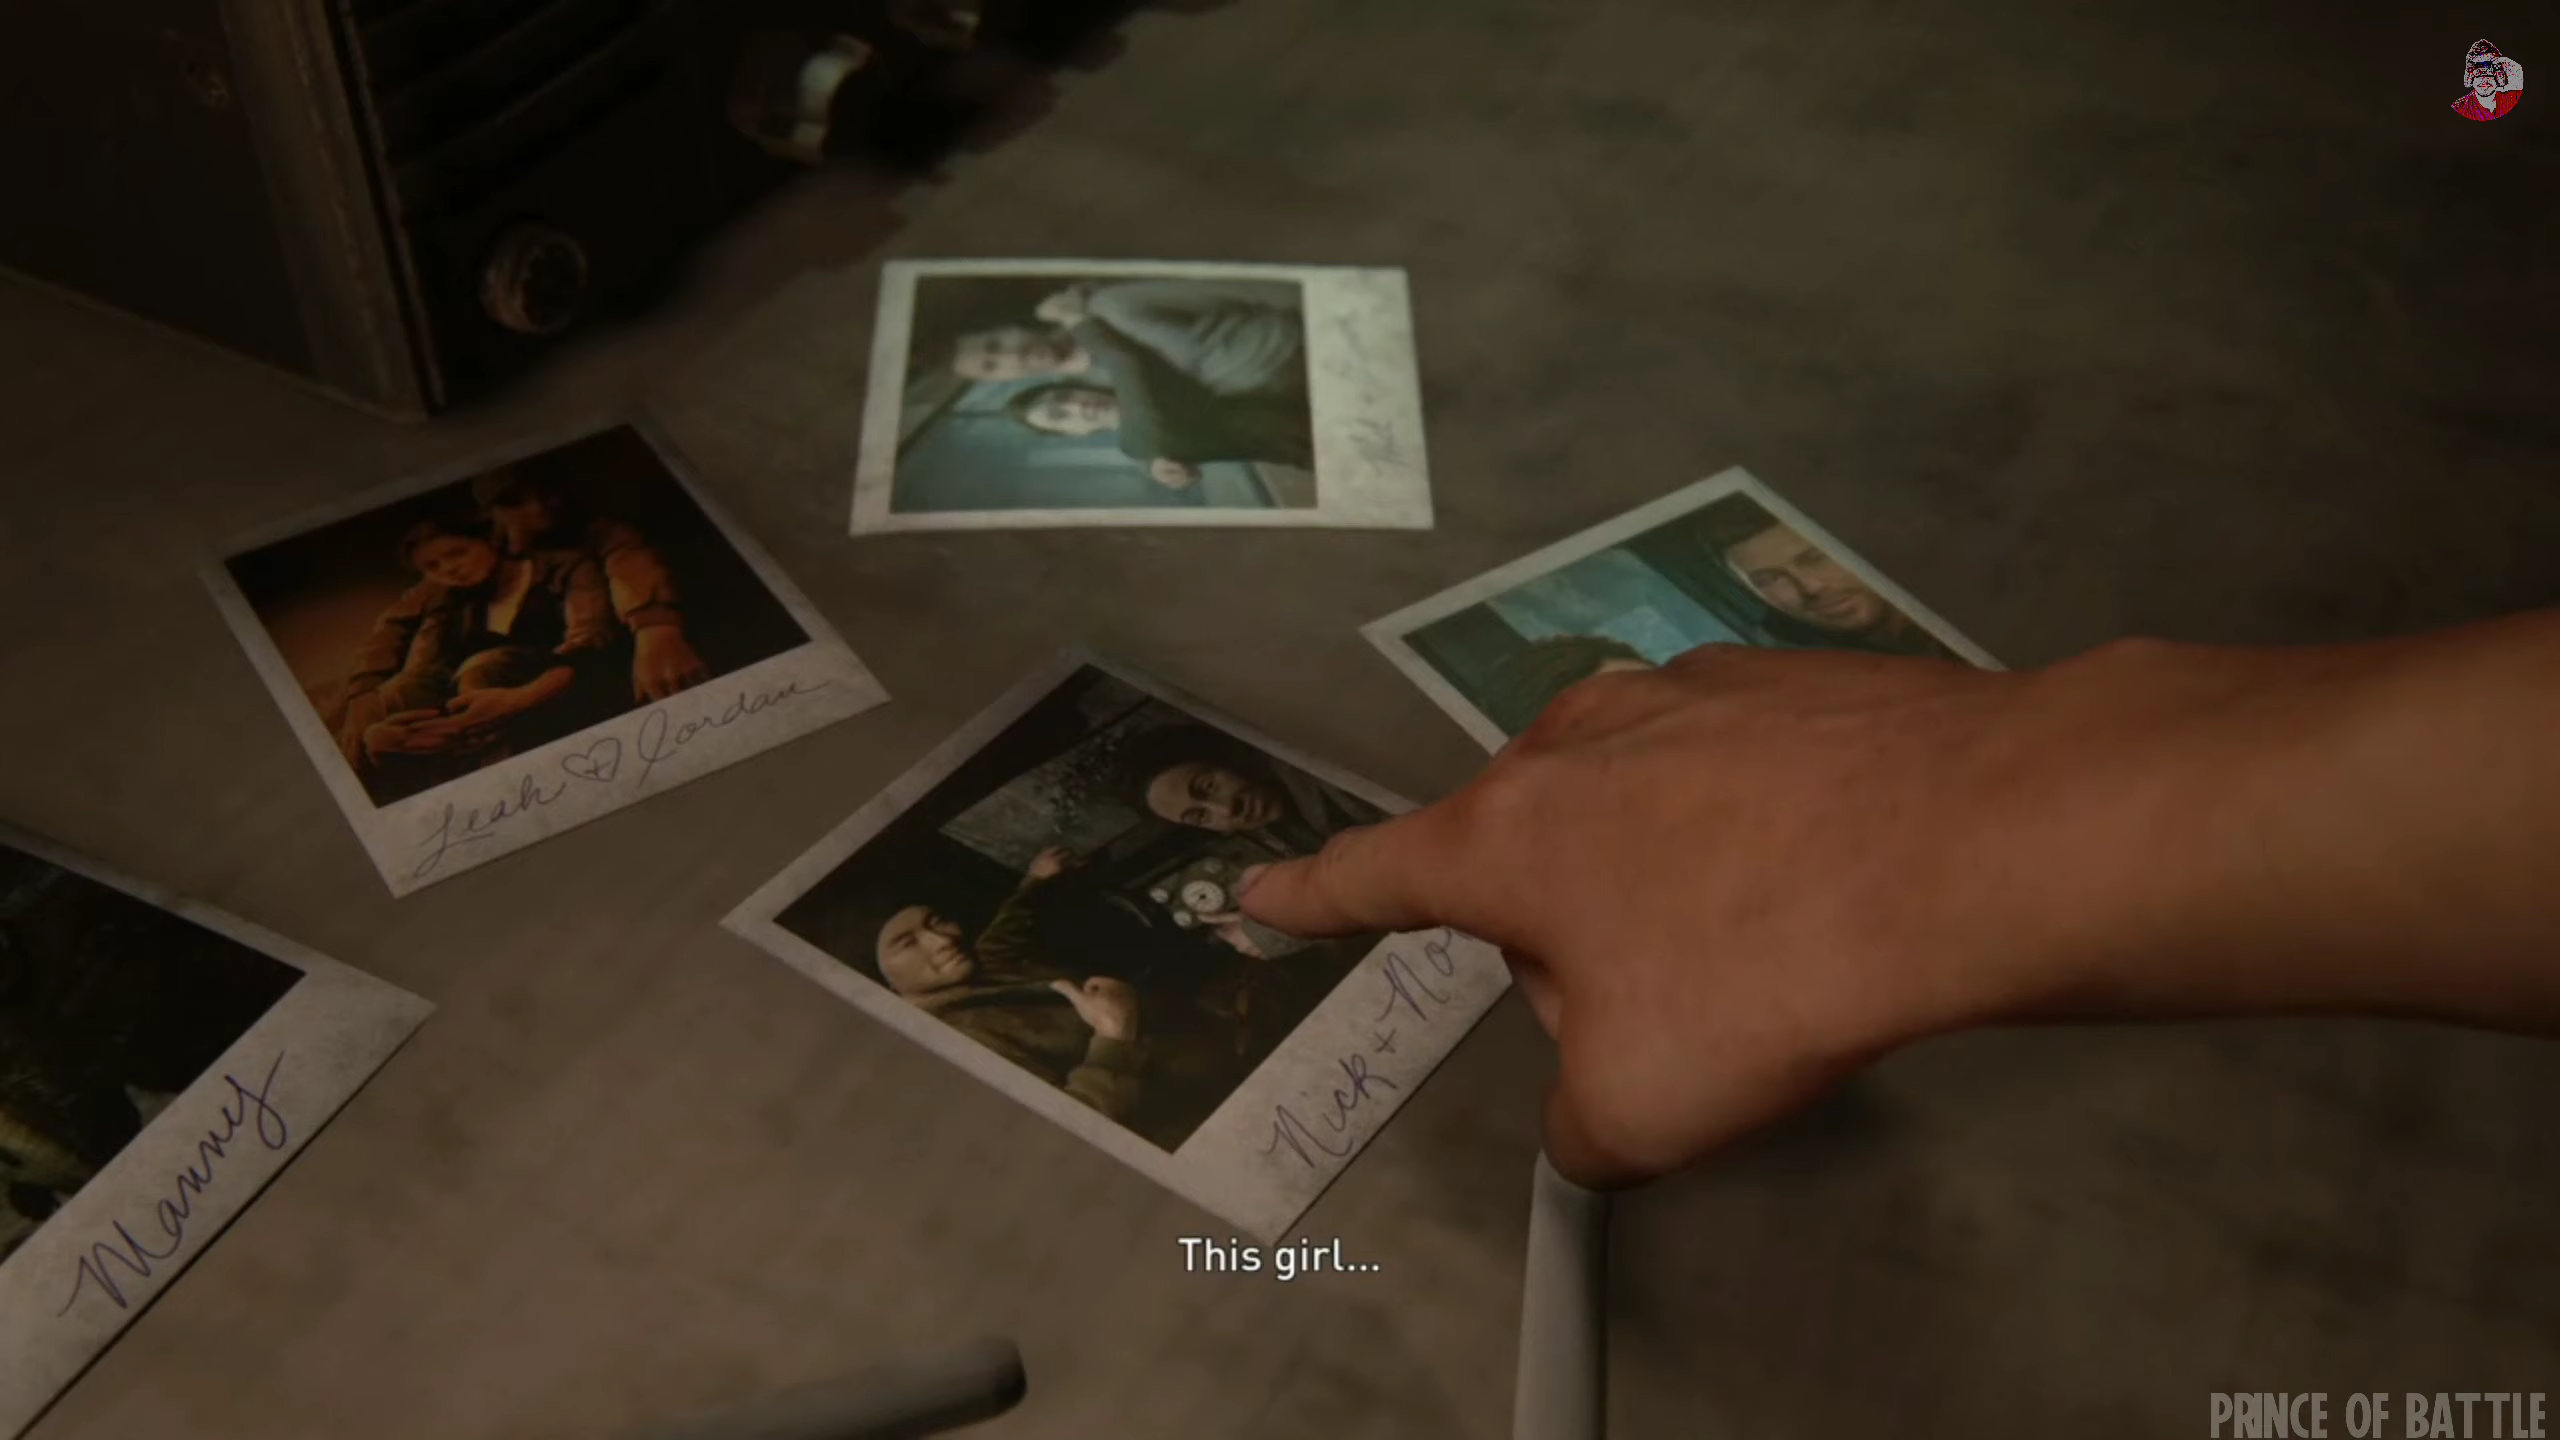 Leah + Jordan
Nick + No
Manny
This girl...
PRINCE OF BATTLE